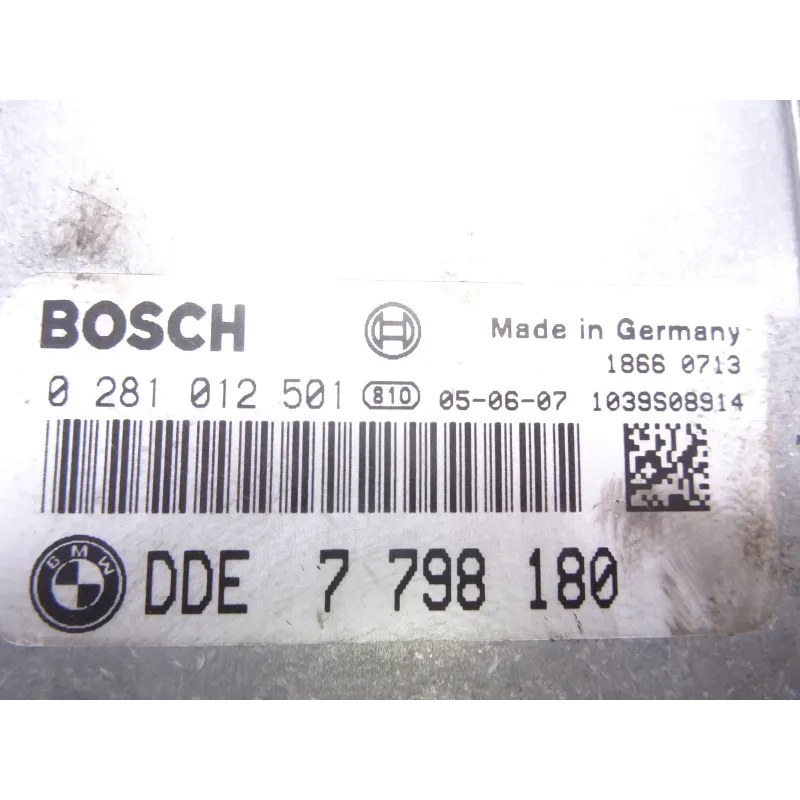 BOSCH Made in Germany
1866 0713
0 281 012 501 810 05-06-07 1039S08914
BMW DDE 7 798 180